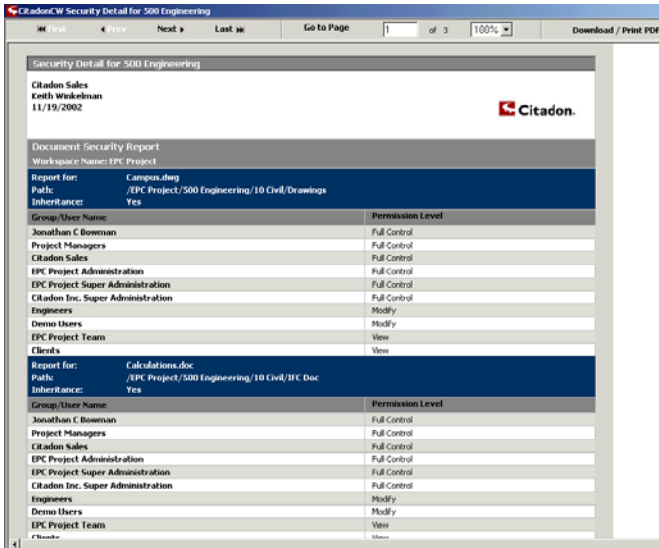 CitadonCW Security Detail for 500 Engineering
First Prev Next Last Go to Page 1 of 3 100% Download / Print PDF
Security Detail for 500 Engineering
Citadon Sales
Keith Winkelman
11/19/2002
Citadon.
Document Security Report
Workspace Name: EPC Project
Report for: Campus.dwg
Path: /EPC Project/500 Engineering/10 Civil/Drawings
Inheritance: Yes
Group/User Name Permission Level
Jonathan C Bowman Full Control
Project Managers Full Control
Citadon Sales Full Control
EPC Project Administration Full Control
EPC Project Super Administration Full Control
Citadon Inc. Super Administration Full Control
Engineers Modify
Demo Users Modify
EPC Project Team View
Clients View
Report for: Calculations.doc
Path: /EPC Project/500 Engineering/10 Civil/IFC Doc
Inheritance: Yes
Group/User Name Permission Level
Jonathan C Bowman Full Control
Project Managers Full Control
Citadon Sales Full Control
EPC Project Administration Full Control
EPC Project Super Administration Full Control
Citadon Inc. Super Administration Full Control
Engineers Modify
Demo Users Modify
EPC Project Team View
Clients View